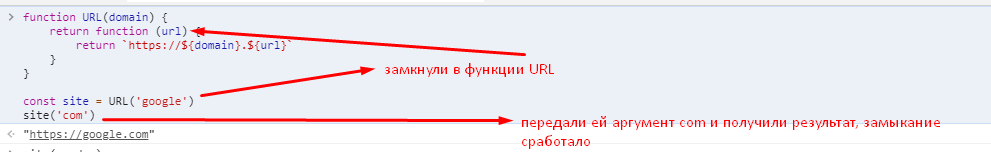 function URL(domain) {
return function (url) {
return `https://${domain}.${url}`
}
}
замкнули в функции URL
const site = URL('google')
site('com')
передали ей аргумент com и получили результат, замыкание
сработало
"https://google.com"